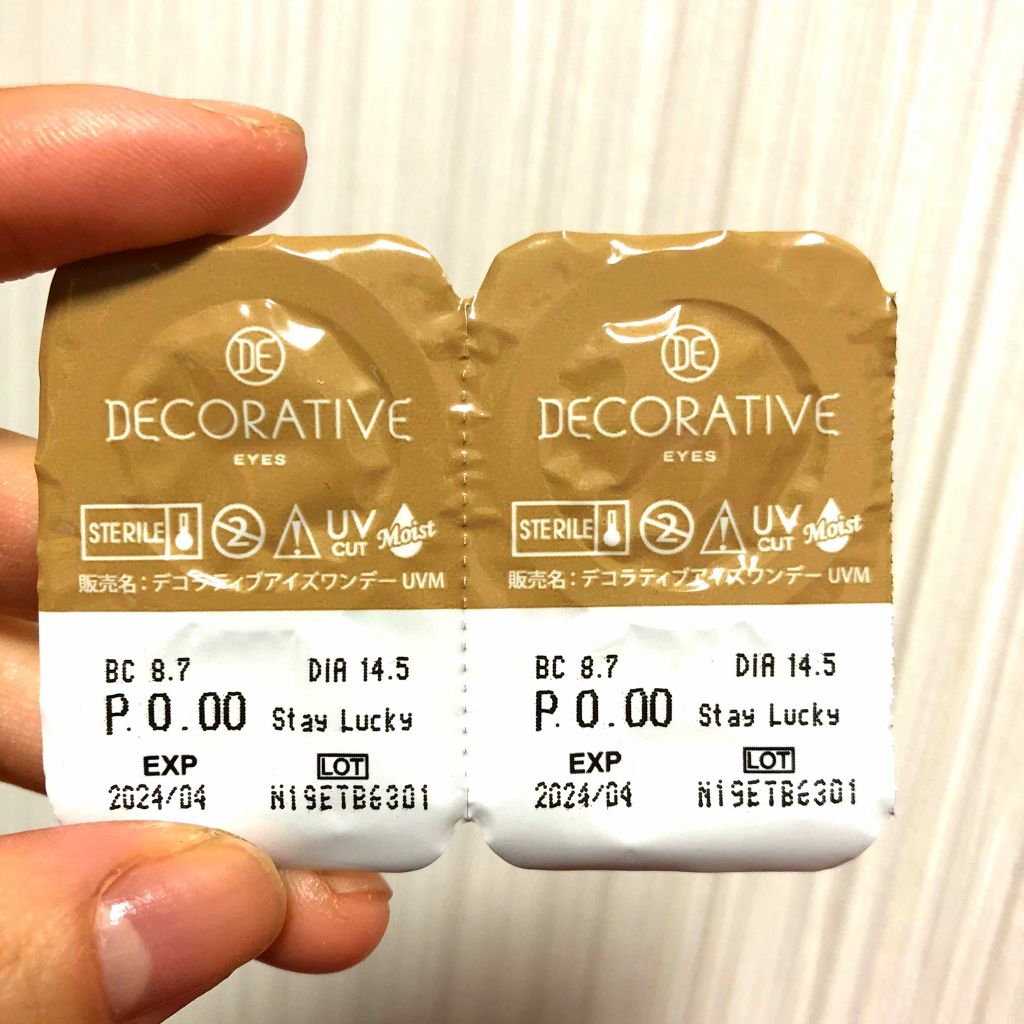 DE
DECORATIVE
EYES
STERILE 2 UV CUT Moist
販売名:デコラティブアイズワンデー UVM
BC 8.7 DIA 14.5
P. 0.00 Stay Lucky
EXP LOT
2024/04 N19ETB6301
DE
DECORATIVE
EYES
STERILE 2 UV CUT Moist
販売名:デコラティブアイズワンデー UVM
BC 8.7 DIA 14.5
P. 0.00 Stay Lucky
EXP LOT
2024/04 N19ETB6301